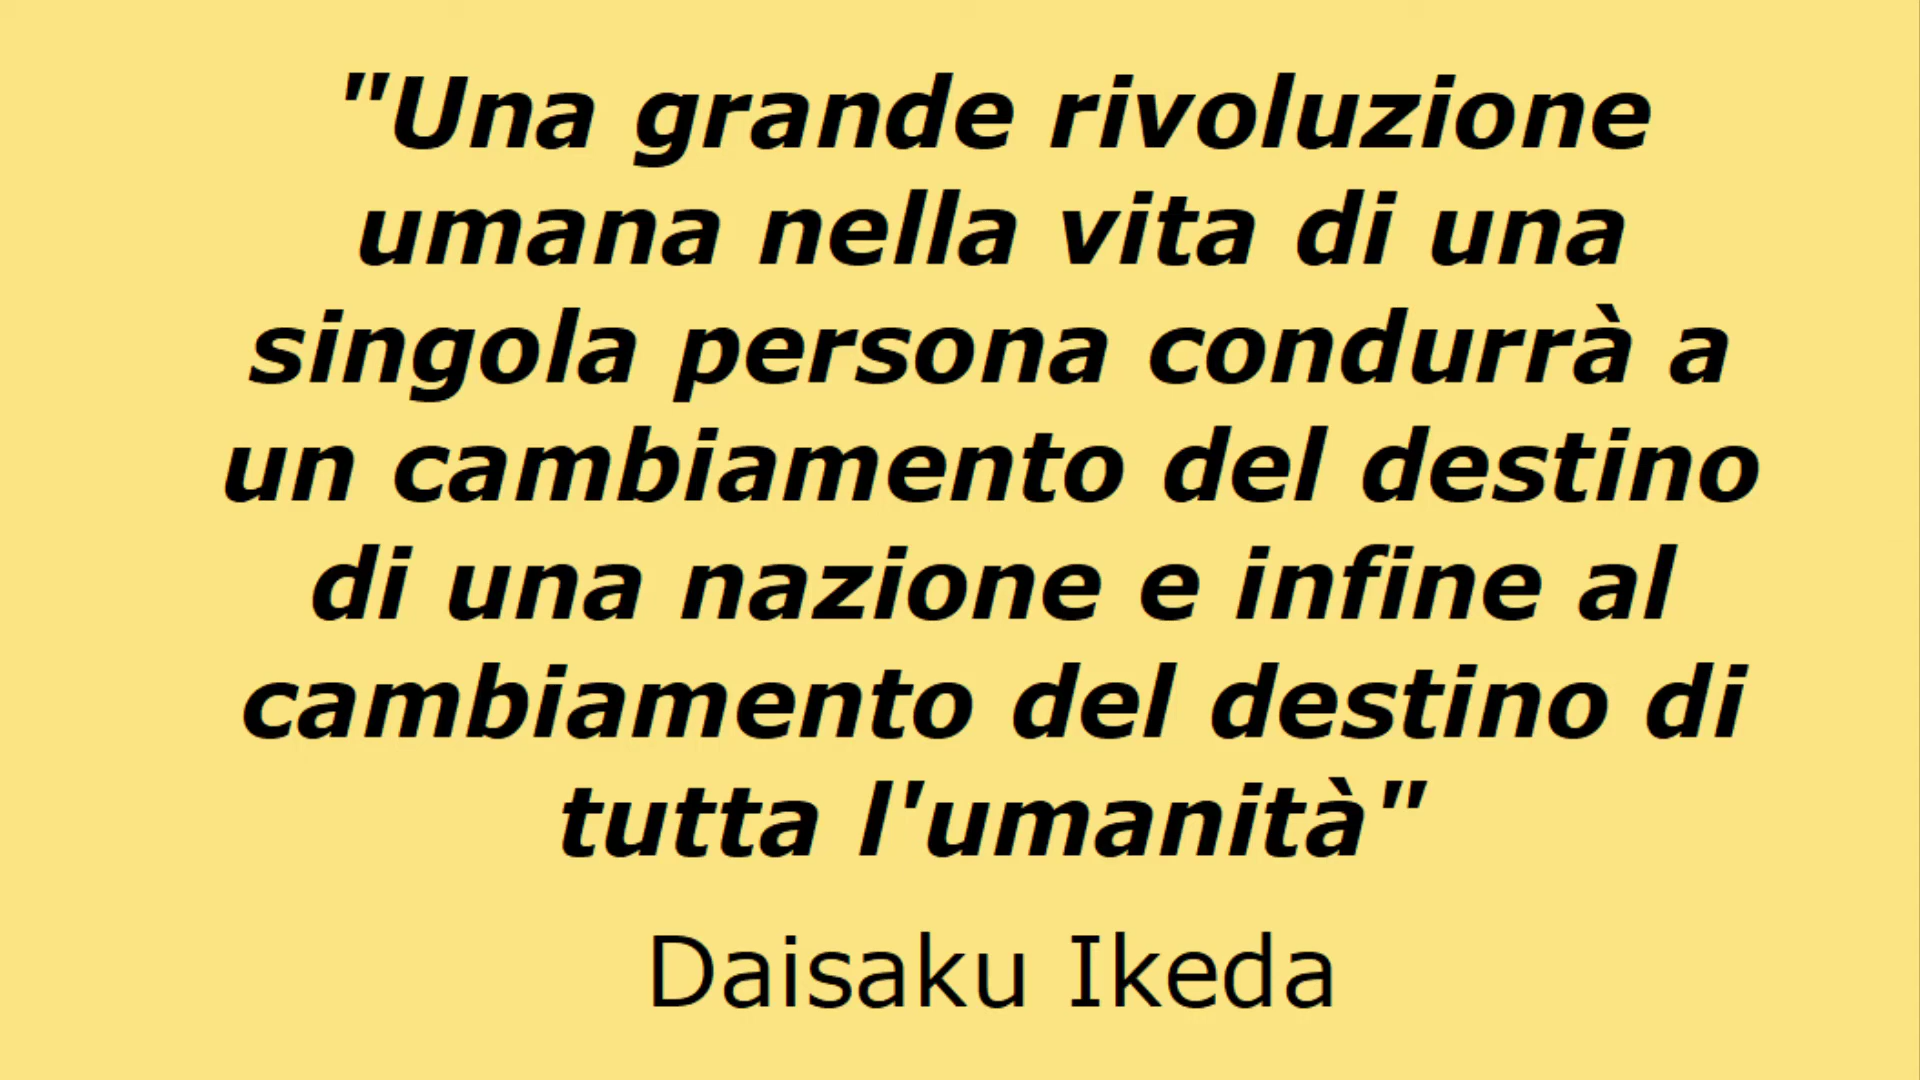 "Una grande rivoluzione
umana nella vita di una
singola persona condurrà a
un cambiamento del destino
di una nazione e infine al
cambiamento del destino di
tutta l'umanità"
Daisaku Ikeda